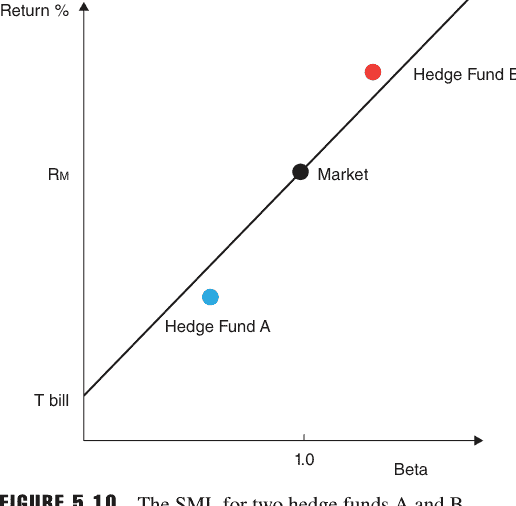 Return %
Hedge Fund
RM
Market
Hedge Fund A
T bill
1.0
Beta
FIGURE 5.10 The SML for two hedge funds A and B